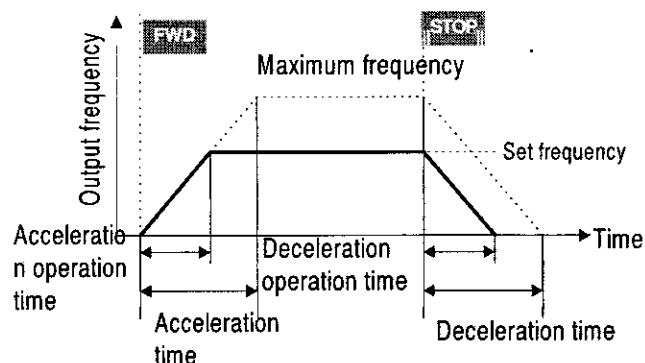 FWD
STOP
Maximum frequency
Output frequency
Set frequency
Time
Acceleratio
n operation
time
Deceleration
operation time
Acceleration
time
Deceleration time